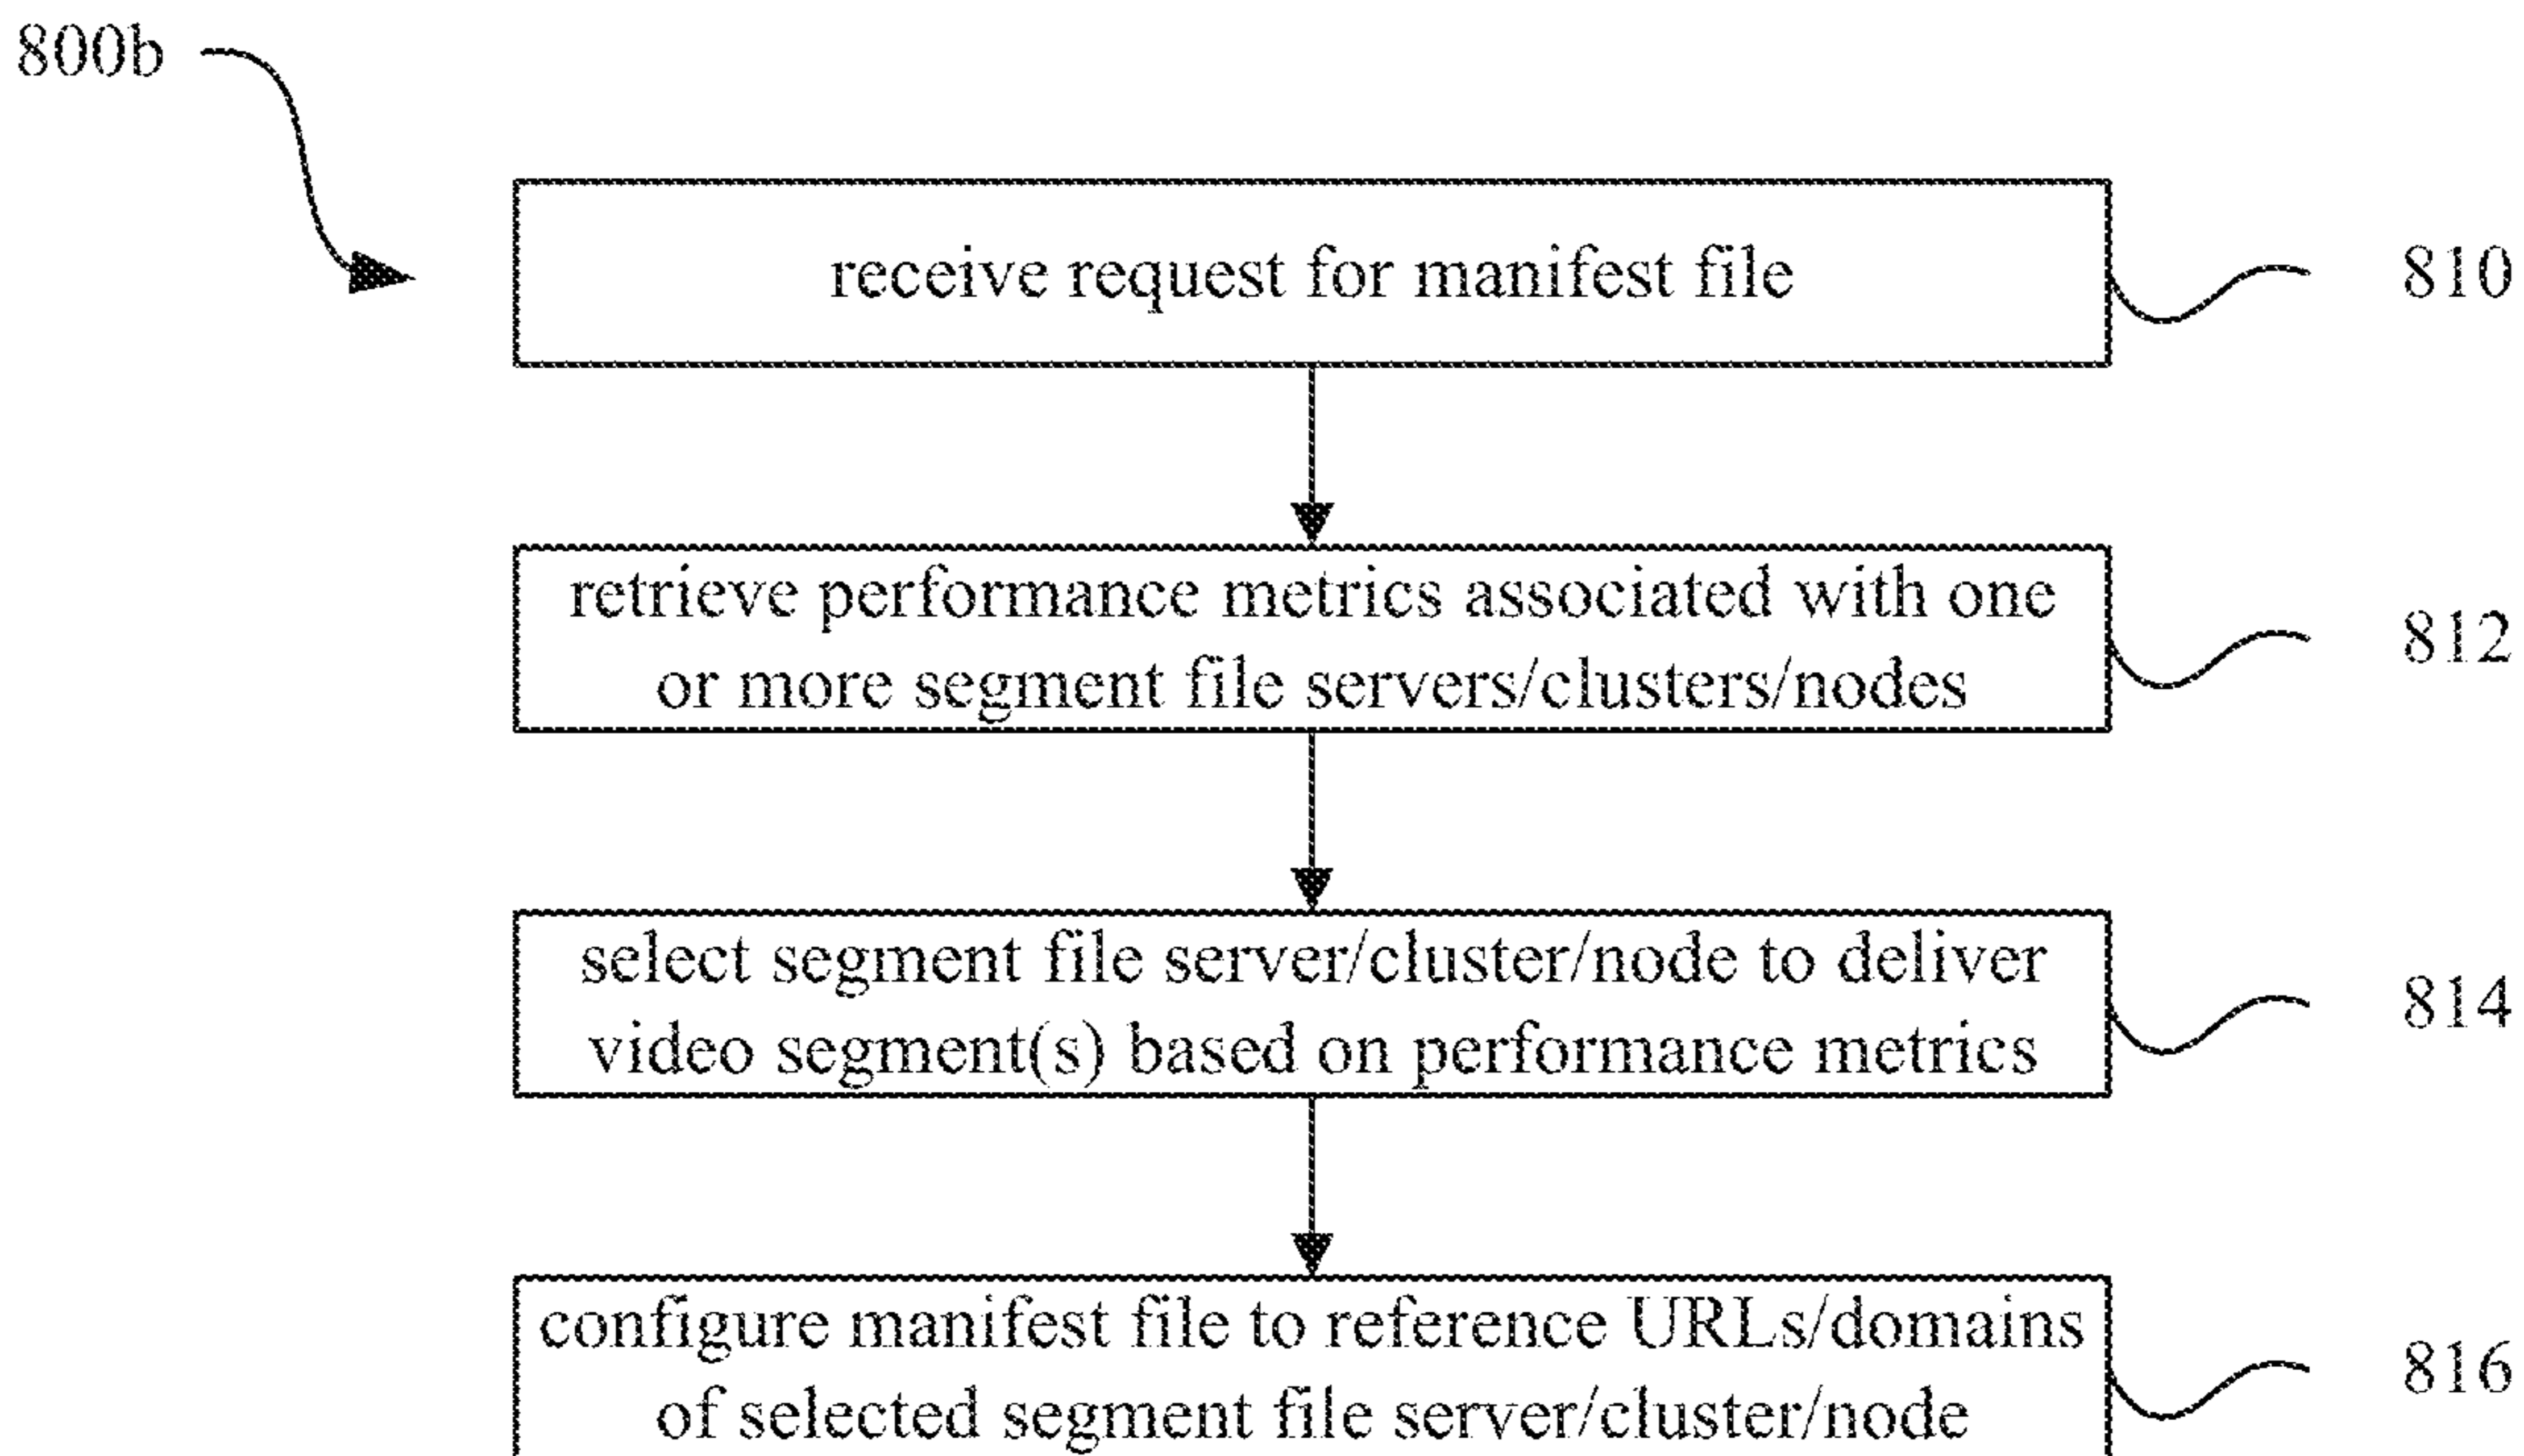 800b
receive request for manifest file
810
retrieve performance metrics associated with one
or more segment file servers/clusters/nodes
812
select segment file server/cluster/node to deliver
video segment(s) based on performance metrics
814
configure manifest file to reference URLs/domains
of selected segment file server/cluster/node
816